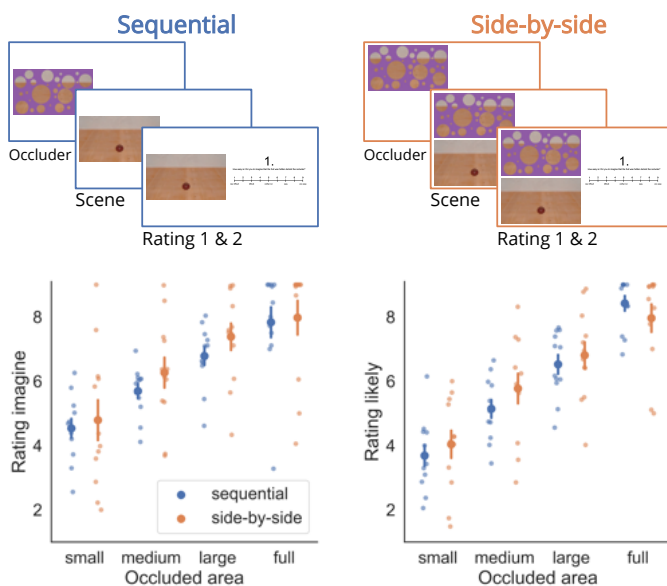 Sequential
Side-by-side
Occluder
Scene
1.
Rating 1 & 2
Occluder
Scene
1.
Rating 1 & 2
Rating imagine
8
6
4
2
sequential
side-by-side
small medium large full
Occluded area
Rating likely
8
6
4
2
small medium large full
Occluded area